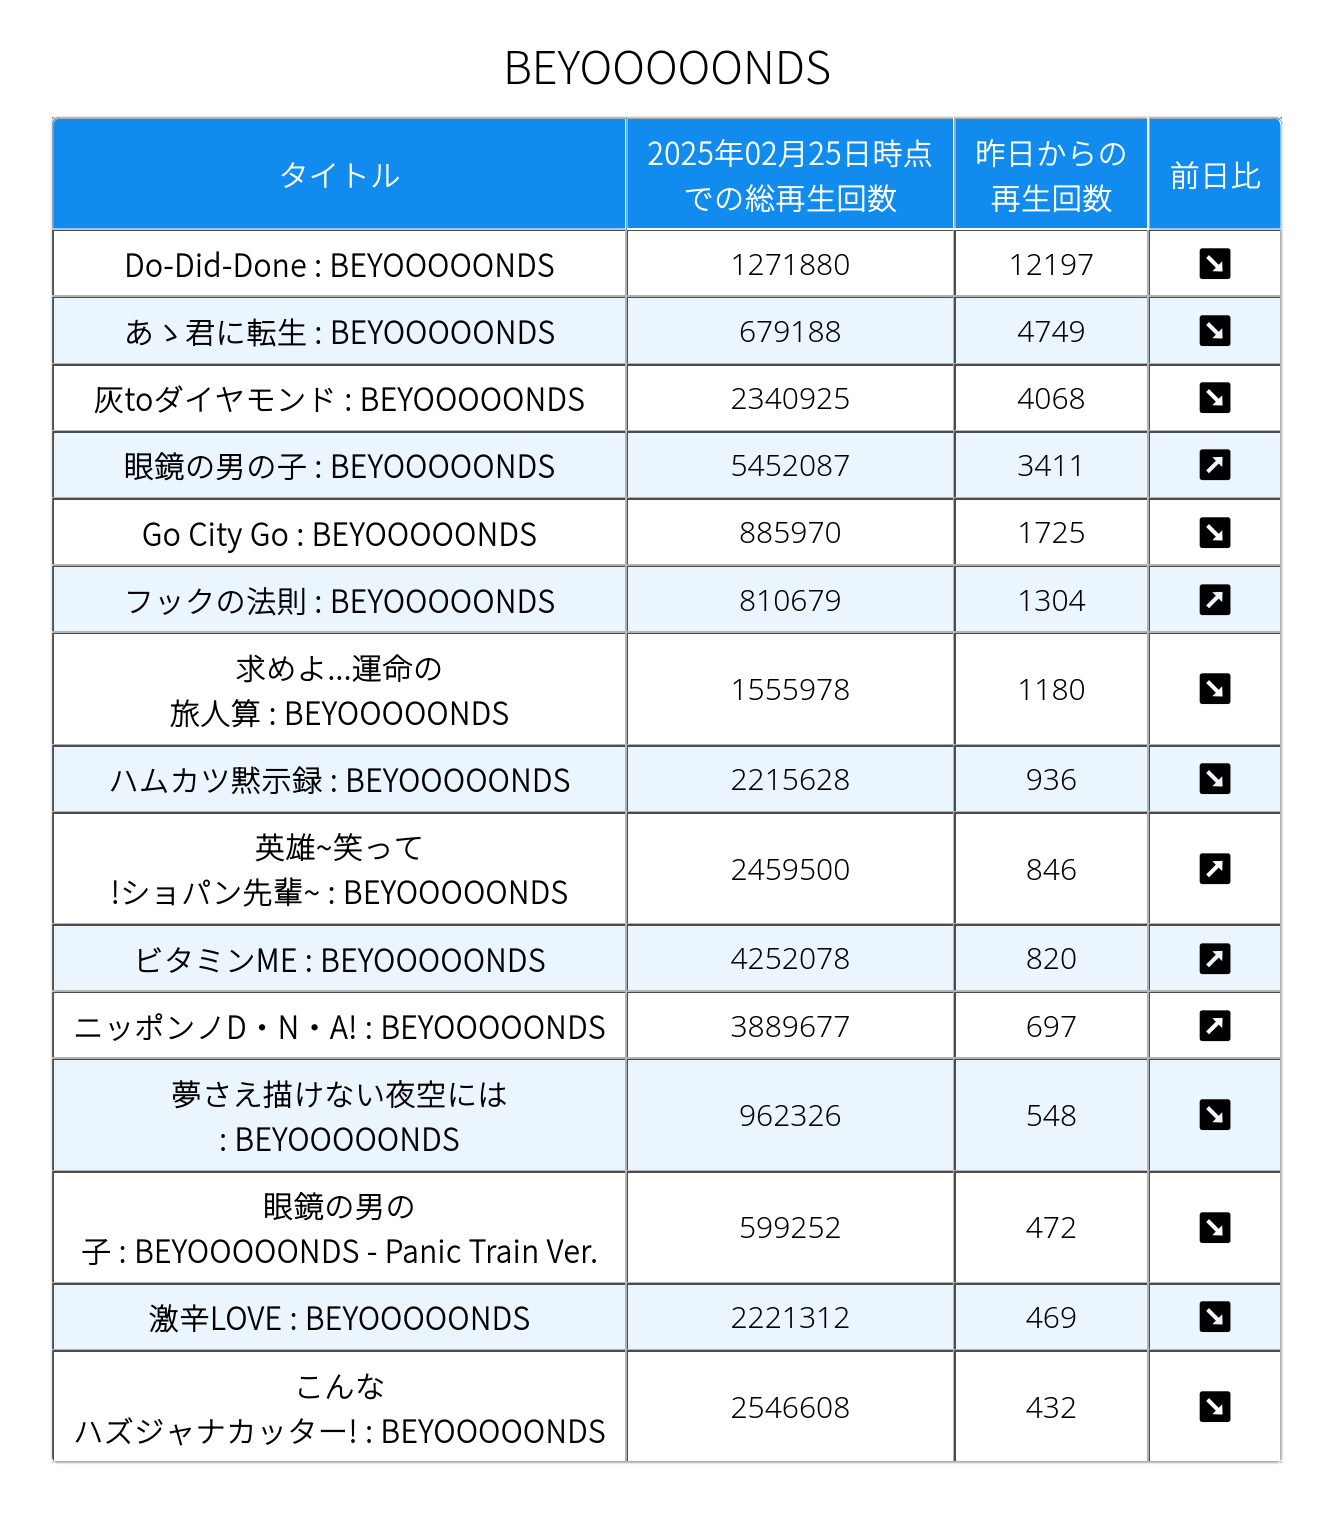 BEYOOOOONDS
タイトル
2025年02月25日時点
での総再生回数
昨日からの
再生回数
前日比
Do-Did-Done : BEYOOOOONDS
1271880
12197
あゝ君に転生 : BEYOOOOONDS
679188
4749
灰toダイヤモンド : BEYOOOOONDS
2340925
4068
眼鏡の男の子 : BEYOOOOONDS
5452087
3411
Go City Go : BEYOOOOONDS
885970
1725
フックの法則 : BEYOOOOONDS
810679
1304
求めよ...運命の
旅人算 : BEYOOOOONDS
1555978
1180
ハムカツ黙示録 : BEYOOOOONDS
2215628
936
英雄~笑って
!ショパン先輩~ : BEYOOOOONDS
2459500
846
ビタミンME : BEYOOOOONDS
4252078
820
ニッポンノD・N・A! : BEYOOOOONDS
3889677
697
夢さえ描けない夜空には
: BEYOOOOONDS
962326
548
眼鏡の男の
子 : BEYOOOOONDS - Panic Train Ver.
599252
472
激辛LOVE : BEYOOOOONDS
2221312
469
こんな
ハズジャナカッター! : BEYOOOOONDS
2546608
432